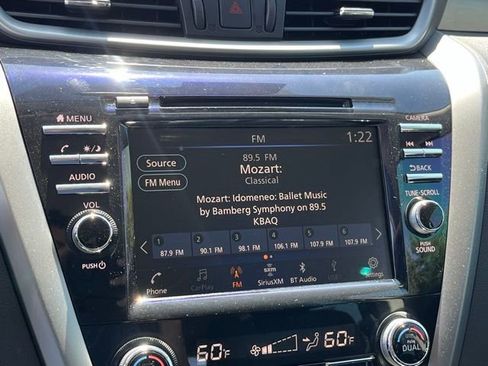 MENU
CAMERA
AUDIO
BACK
VOL
TUNE·SCROLL
PUSH
PUSH SOUND
FM
1:22
Source
FM Menu
89.5 FM
Mozart:
Classical
Mozart: Idomeneo: Ballet Music
by Bamberg Symphony on 89.5
KBAQ
1 2 3 4 5 6
87.9 FM 90.1 FM 98.1 FM 106.1 FM 107.9 FM 107.9 FM
Phone CarPlay FM SiriusXM BT Audio USB Settings
sxm
60°F
60°F
PUSH
DUAL